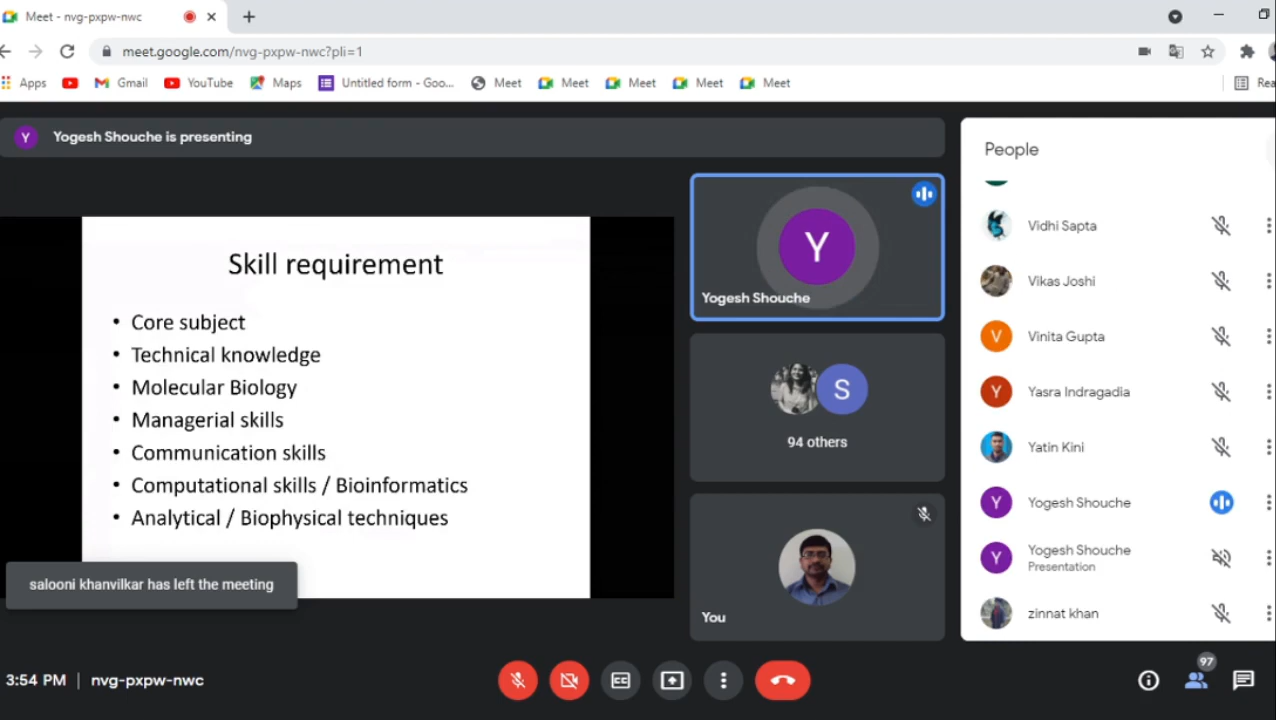 Meet - nvg-pxpw-nwc
meet.google.com/nvg-pxpw-nwc?pli=1
Apps Gmail YouTube Maps Untitled form - Goo... Meet Meet Meet Meet Meet Rea
Y Yogesh Shouche is presenting
People
Skill requirement
• Core subject
• Technical knowledge
• Molecular Biology
• Managerial skills
• Communication skills
• Computational skills / Bioinformatics
• Analytical / Biophysical techniques
salooni khanvilkar has left the meeting
Y
Yogesh Shouche
S
94 others
You
Vidhi Sapta
Vikas Joshi
V Vinita Gupta
Y Yasra Indragadia
Yatin Kini
Y Yogesh Shouche
Y Yogesh Shouche
Presentation
zinnat khan
3:54 PM | nvg-pxpw-nwc
97